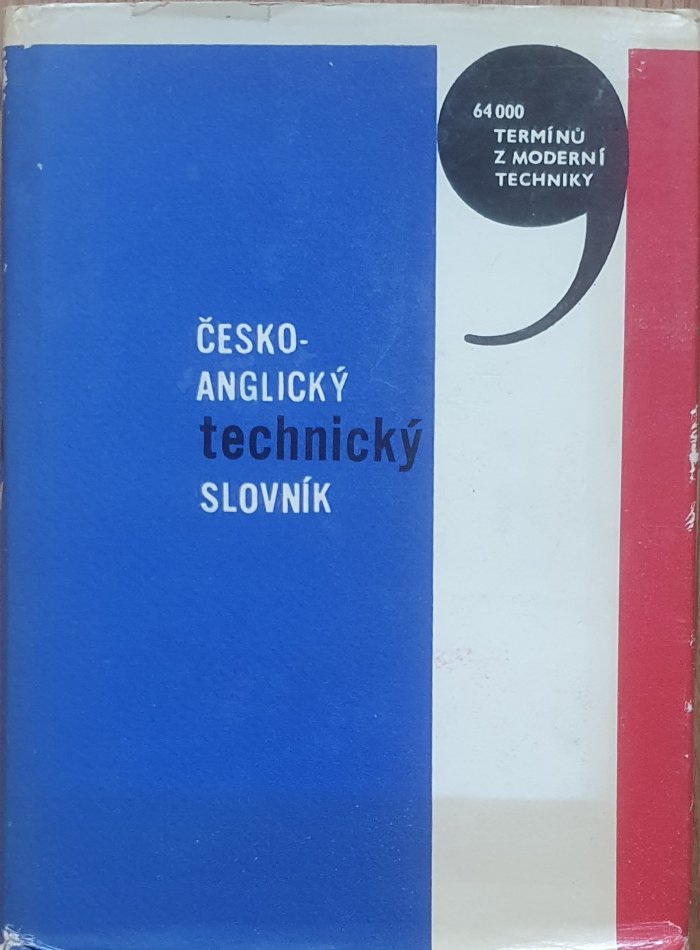 64 000
TERMÍNŮ
Z MODERNÍ
TECHNIKY
ČESKO-
ANGLICKÝ
technický
SLOVNÍK